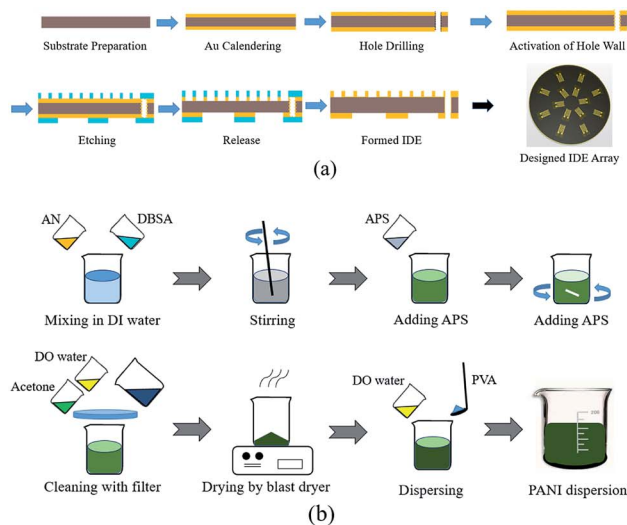 Substrate Preparation
Au Calendering
Hole Drilling
Activation of Hole Wall
Etching
Release
Formed IDE
Designed IDE Array
(a)
AN
DBSA
APS
Mixing in DI water
Stirring
Adding APS
Adding APS
DO water
Acetone
DO water
PVA
Cleaning with filter
Drying by blast dryer
Dispersing
PANI dispersion
(b)